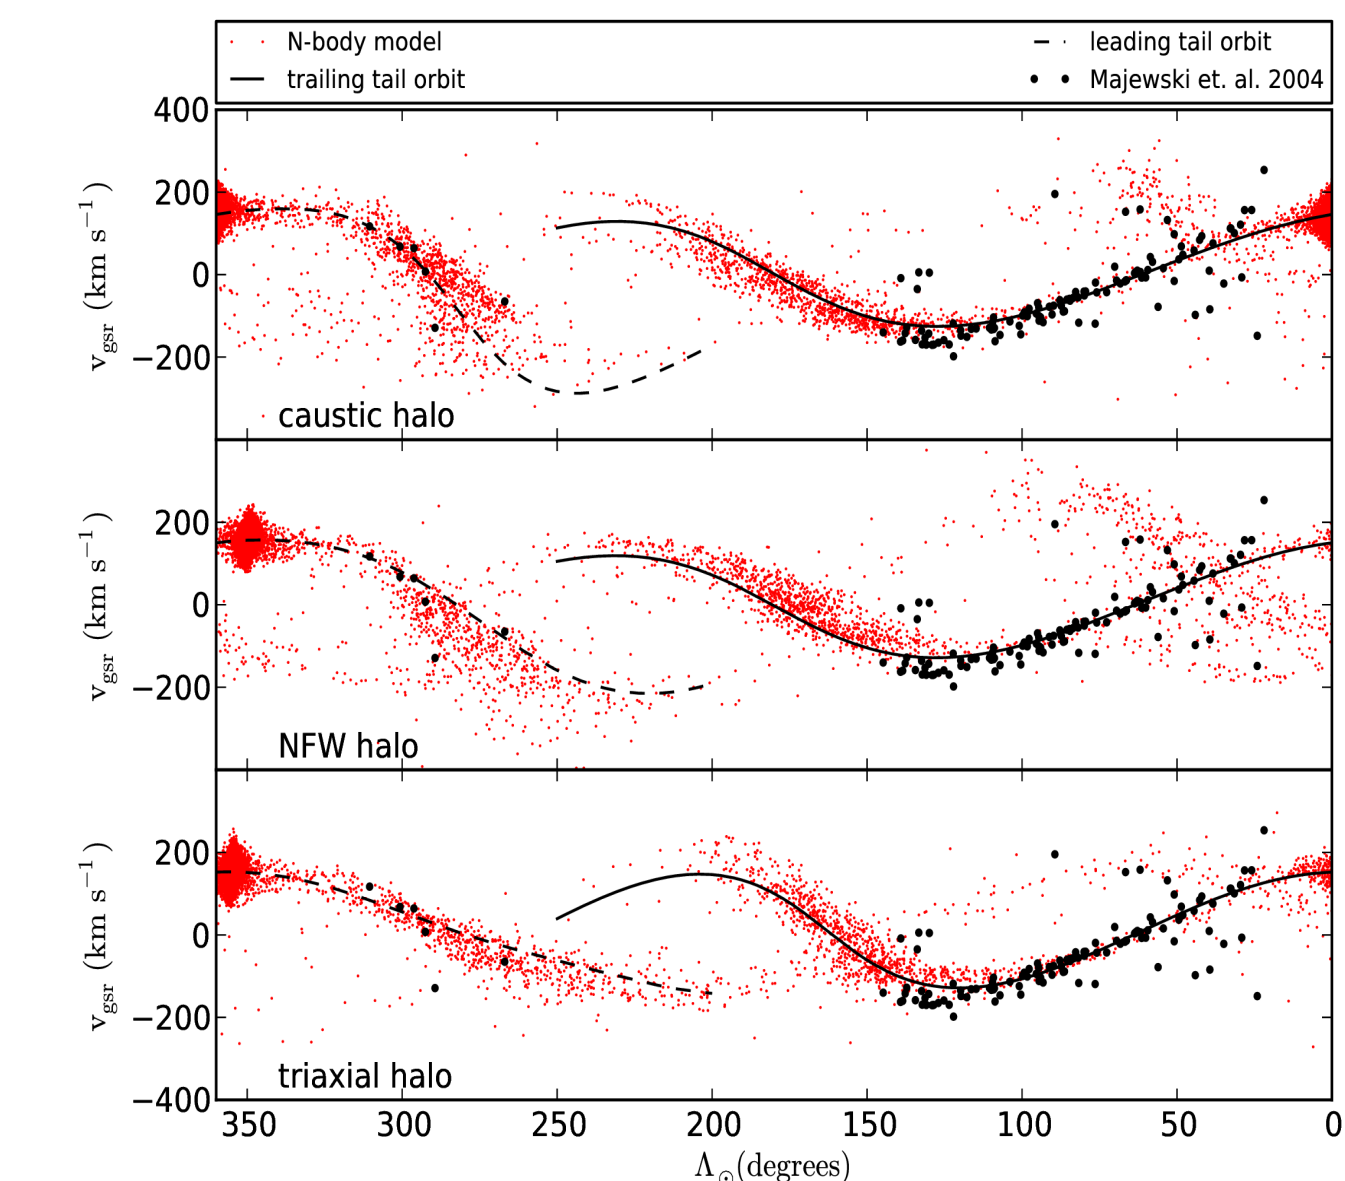 N-body model
trailing tail orbit
leading tail orbit
Majewski et. al. 2004
400
200
0
−200
v_gsr (km s⁻¹)
caustic halo
200
0
−200
v_gsr (km s⁻¹)
NFW halo
200
0
−200
−400
v_gsr (km s⁻¹)
triaxial halo
350 300 250 200 150 100 50 0
Λ_⊙(degrees)